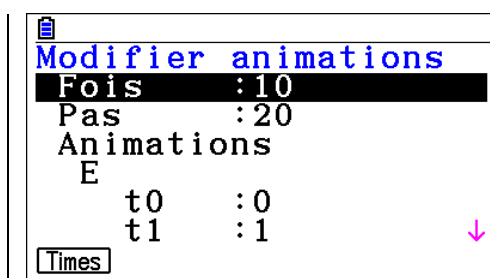 Modifier animations
Fois :10
Pas :20
Animations
E
t0 :0
t1 :1
Times